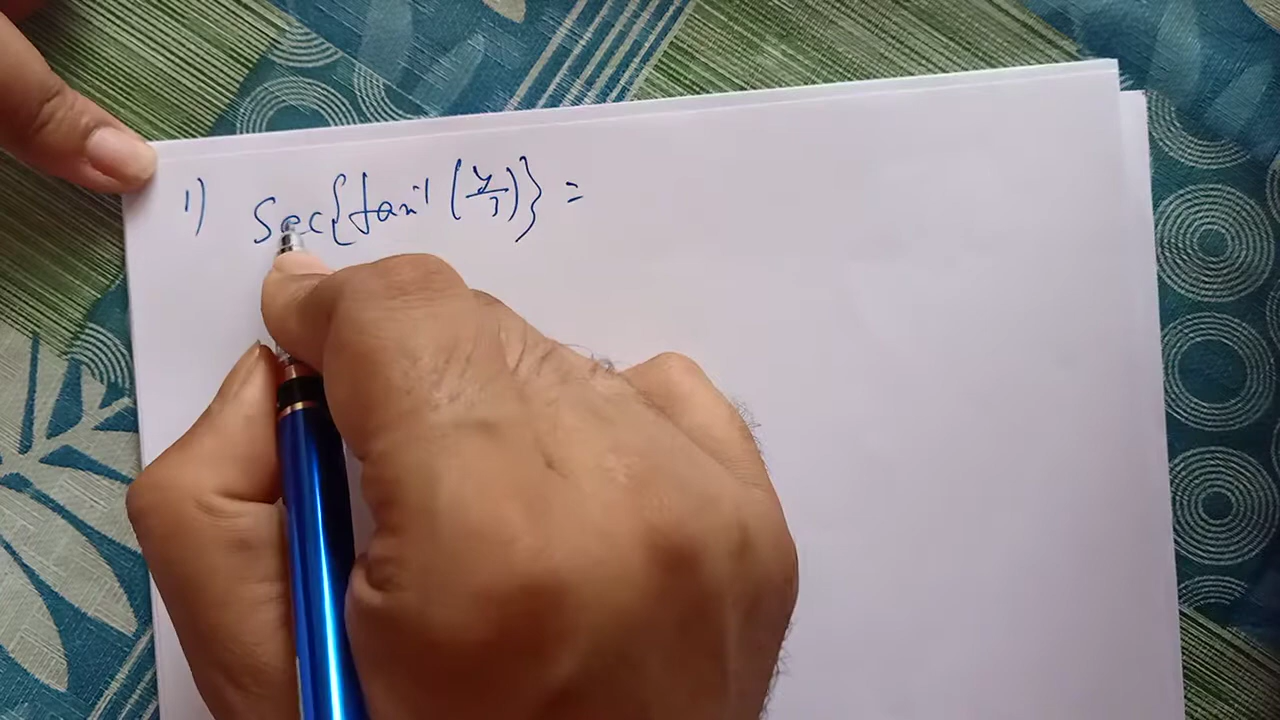 1) Sec{tan⁻¹(y/7)} =